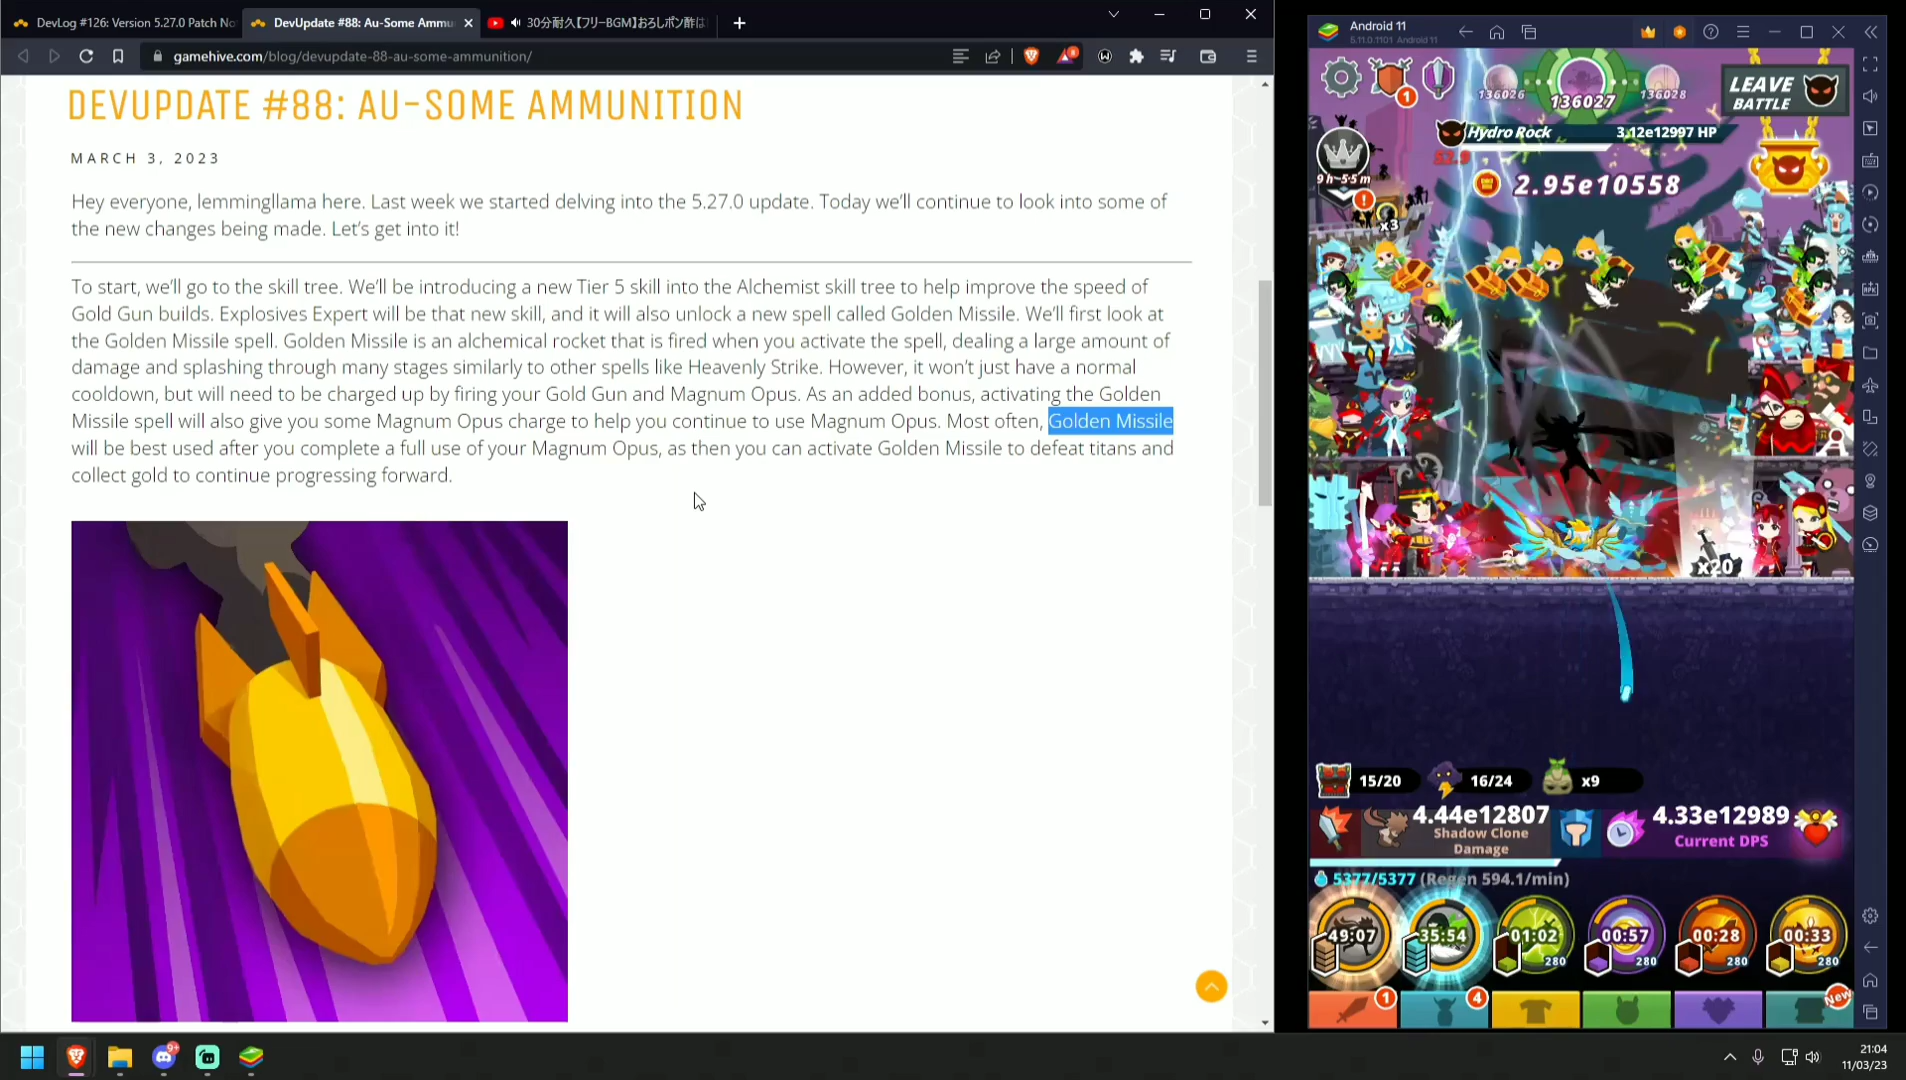 DevLog #126: Version 5.27.0 Patch No
DevUpdate #88: Au-Some Ammu
30分耐久【フリーBGM】おろしポン酢は
gamehive.com/blog/devupdate-88-au-some-ammunition/
DEVUPDATE #88: AU-SOME AMMUNITION
MARCH 3, 2023
Hey everyone, lemmingllama here. Last week we started delving into the 5.27.0 update. Today we'll continue to look into some of
the new changes being made. Let's get into it!
To start, we'll go to the skill tree. We'll be introducing a new Tier 5 skill into the Alchemist skill tree to help improve the speed of
Gold Gun builds. Explosives Expert will be that new skill, and it will also unlock a new spell called Golden Missile. We'll first look at
the Golden Missile spell. Golden Missile is an alchemical rocket that is fired when you activate the spell, dealing a large amount of
damage and splashing through many stages similarly to other spells like Heavenly Strike. However, it won't just have a normal
cooldown, but will need to be charged up by firing your Gold Gun and Magnum Opus. As an added bonus, activating the Golden
Missile spell will also give you some Magnum Opus charge to help you continue to use Magnum Opus. Most often, Golden Missile
will be best used after you complete a full use of your Magnum Opus, as then you can activate Golden Missile to defeat titans and
collect gold to continue progressing forward.
Android 11
5.11.0.1101 Android 11
1
136026
136027
136028
LEAVE
BATTLE
Hydro Rock
3.12e12997 HP
9 h 55 m
2.95e10558
x3
x20
15/20
16/24
x9
4.44e12807
Shadow Clone
Damage
4.33e12989
Current DPS
5377/5377 (Regen 594.1/min)
49:07
35:54
01:02
280
00:57
280
00:28
280
00:33
280
1
4
New
9+
21:04
11/03/23